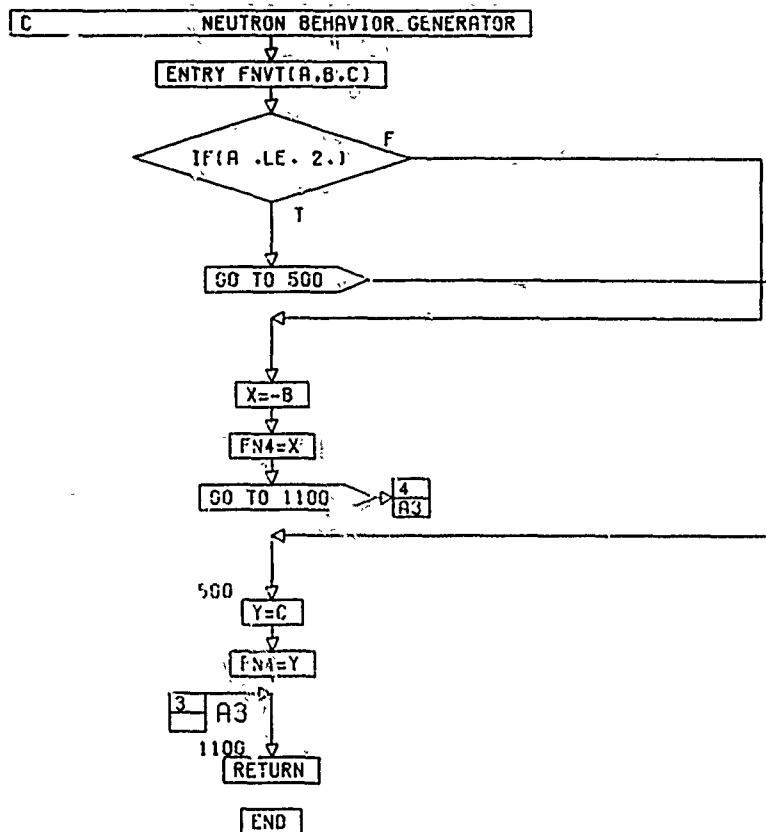 C NEUTRON BEHAVIOR GENERATOR
ENTRY FNVT(A,B,C)
IF(A .LE. 2.)
F
T
GO TO 500
X=-B
FN4=X
GO TO 1100
4
A3
500
Y=C
FN4=Y
3
A3
1100
RETURN
END